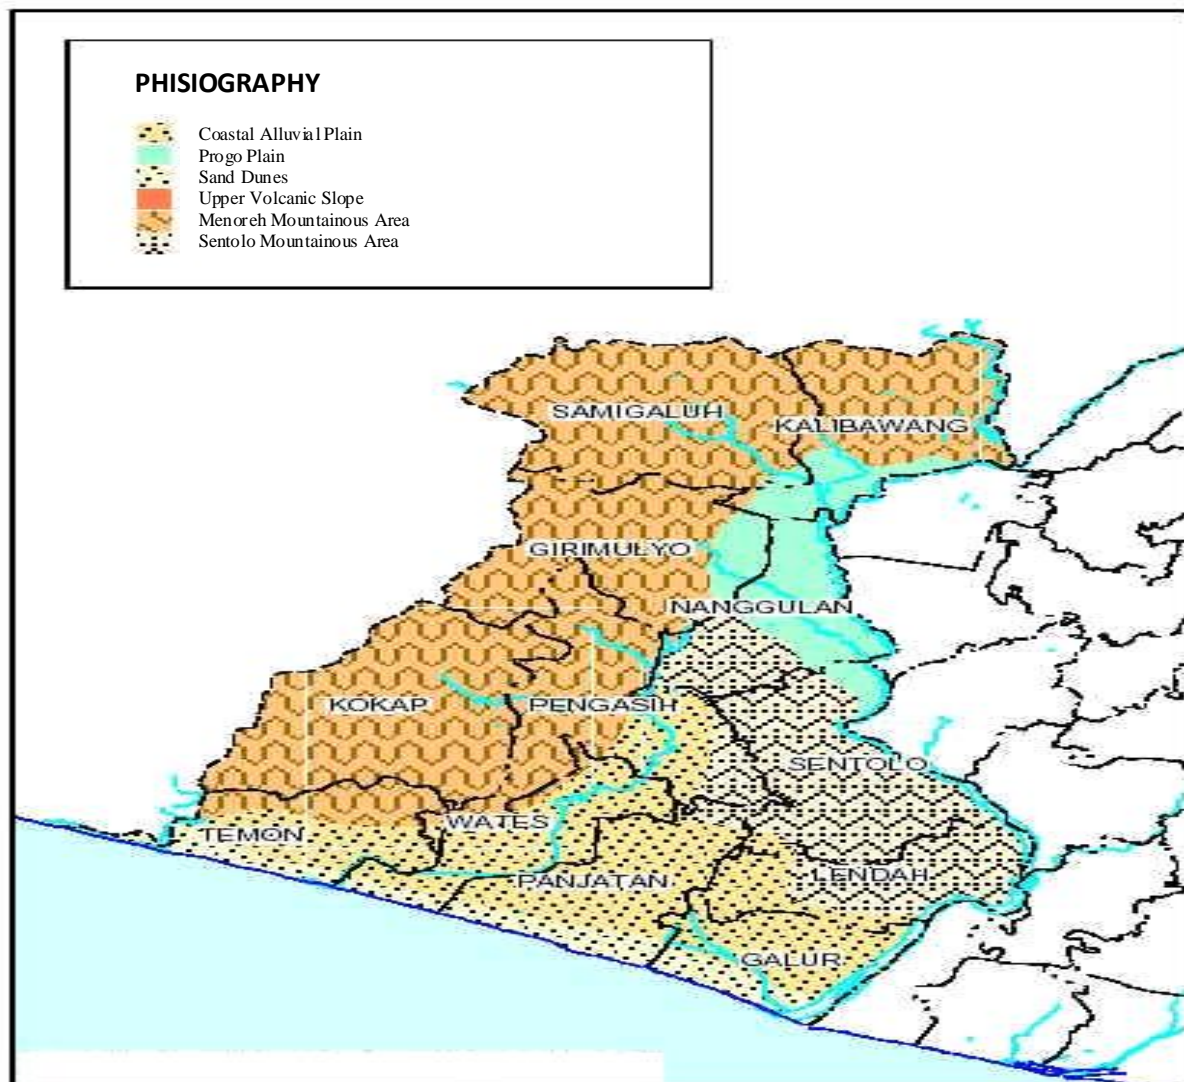 PHISIOGRAPHY
Coastal Alluvial Plain
Progo Plain
Sand Dunes
Upper Volcanic Slope
Menoreh Mountainous Area
Sentolo Mountainous Area
SAMIGALUH
KALIBAWANG
GIRIMULYO
NANGGULAN
KOKAP
PENGASIH
SENTOLO
TEMON
WATES
PANJATAN
LENDAH
GALUR